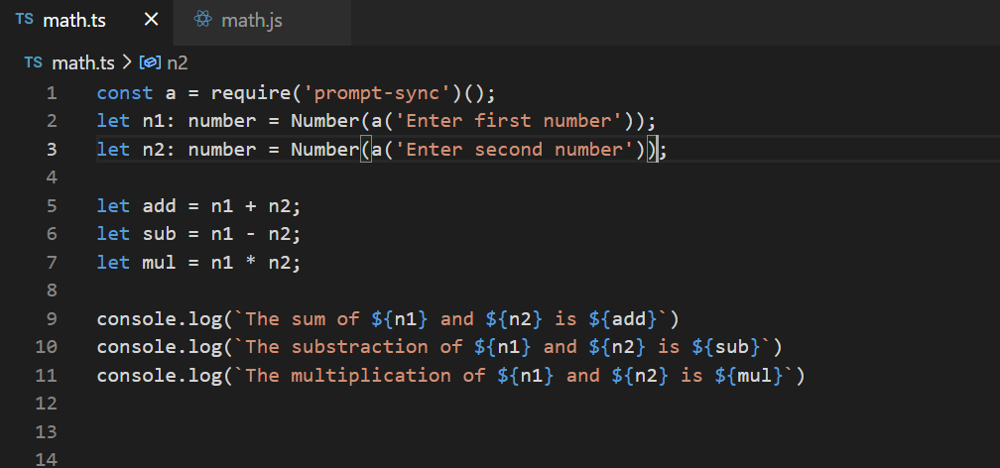 TS math.ts × math.js
TS math.ts > n2
1 const a = require('prompt-sync')();
2 let n1: number = Number(a('Enter first number'));
3 let n2: number = Number(a('Enter second number'));
4
5 let add = n1 + n2;
6 let sub = n1 - n2;
7 let mul = n1 * n2;
8
9 console.log(`The sum of ${n1} and ${n2} is ${add}`)
10 console.log(`The substraction of ${n1} and ${n2} is ${sub}`)
11 console.log(`The multiplication of ${n1} and ${n2} is ${mul}`)
12
13
14